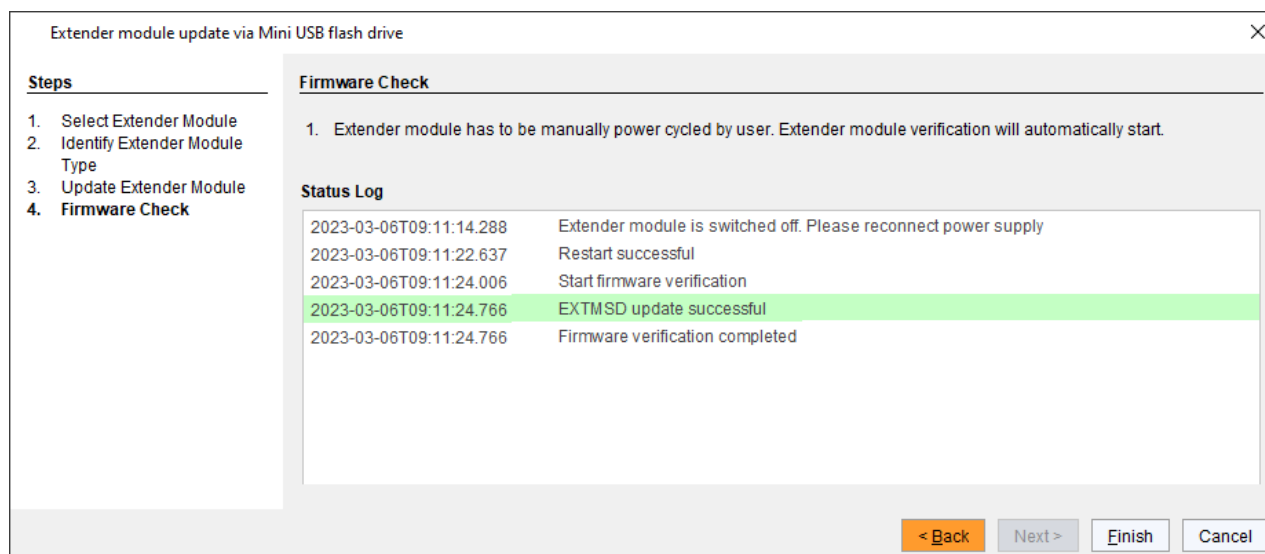 Extender module update via Mini USB flash drive
Steps
1. Select Extender Module
2. Identify Extender Module
Type
3. Update Extender Module
4. Firmware Check
Firmware Check
1. Extender module has to be manually power cycled by user. Extender module verification will automatically start.
Status Log
2023-03-06T09:11:14.288 Extender module is switched off. Please reconnect power supply
2023-03-06T09:11:22.637 Restart successful
2023-03-06T09:11:24.006 Start firmware verification
2023-03-06T09:11:24.766 EXTMSD update successful
2023-03-06T09:11:24.766 Firmware verification completed
< Back Next > Finish Cancel